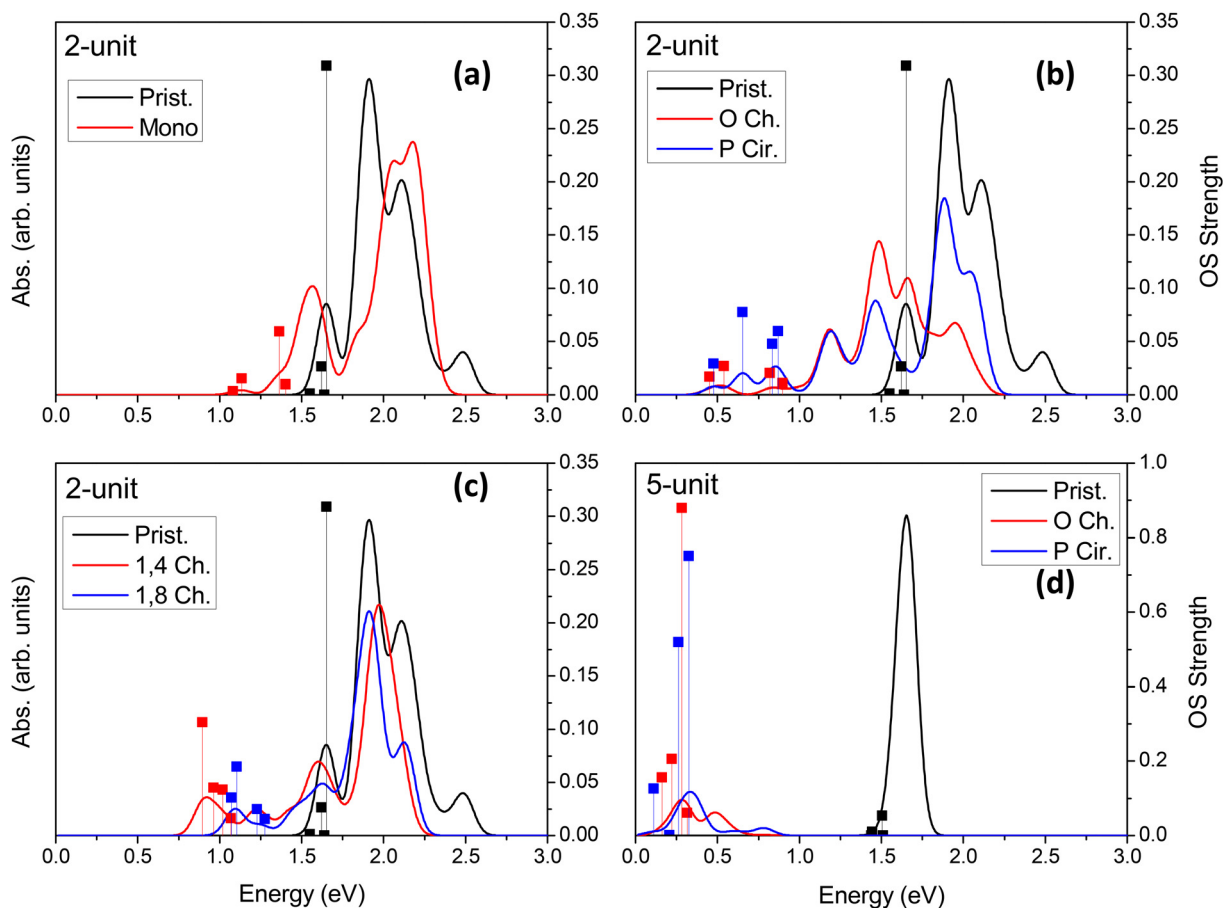 2-unit
(a)
Prist.
Mono
Abs. (arb. units)
0.0 0.5 1.0 1.5 2.0 2.5 3.0
0.35
0.30
0.25
0.20
0.15
0.10
0.05
0.00
2-unit
(b)
Prist.
O Ch.
P Cir.
0.35
0.30
0.25
0.20
0.15
0.10
0.05
0.00
OS Strength
0.0 0.5 1.0 1.5 2.0 2.5 3.0
2-unit
(c)
Prist.
1,4 Ch.
1,8 Ch.
Abs. (arb. units)
0.35
0.30
0.25
0.20
0.15
0.10
0.05
0.00
0.0 0.5 1.0 1.5 2.0 2.5 3.0
Energy (eV)
5-unit
Prist.
O Ch.
P Cir.
(d)
1.0
0.8
0.6
0.4
0.2
0.0
OS Strength
0.0 0.5 1.0 1.5 2.0 2.5 3.0
Energy (eV)